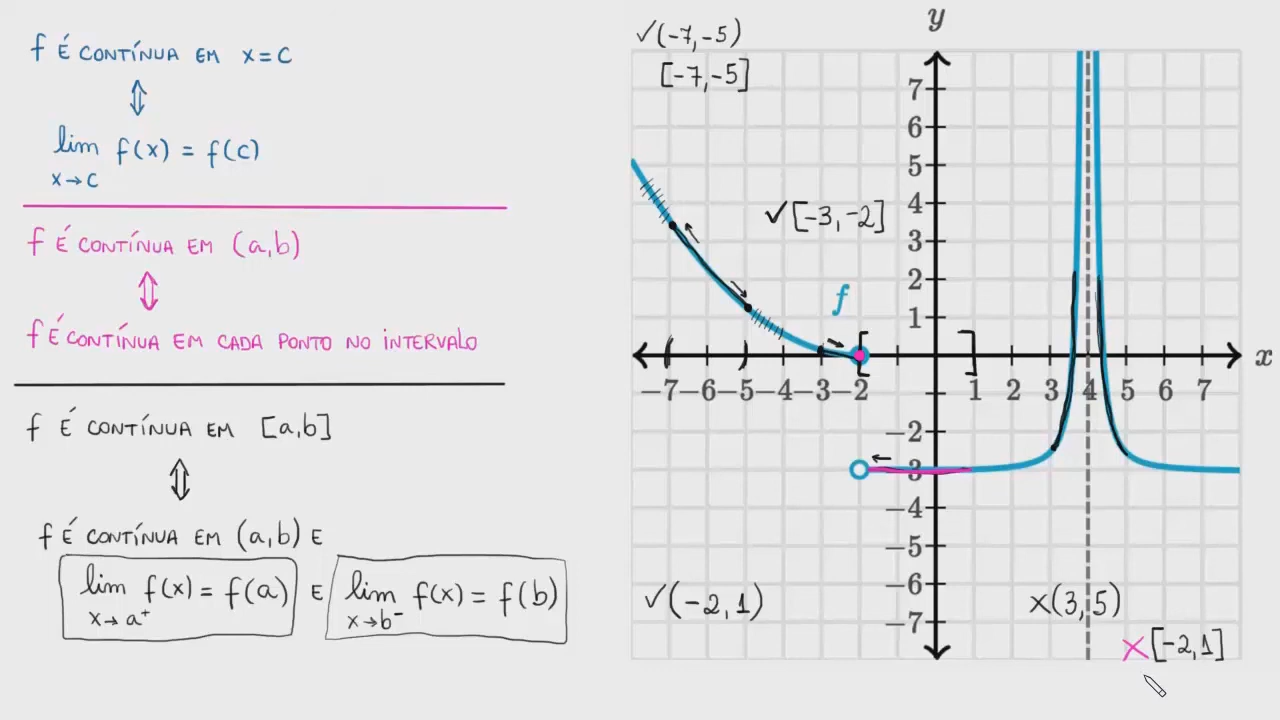 f É CONTÍNUA EM x = c
⇕
lim f(x) = f(c)
x → c
f É CONTÍNUA EM (a,b)
⇕
f É CONTÍNUA EM CADA PONTO NO INTERVALO
f É CONTÍNUA EM [a,b]
⇕
f É CONTÍNUA EM (a,b) E
lim f(x) = f(a) E lim f(x) = f(b)
x → a⁺ x → b⁻
y
✓(-7,-5)
[-7,-5]
✓[-3,-2]
f
7
6
5
4
3
2
1
-7 -6 -5 -4 -3 -2 1 2 3 4 5 6 7 x
-2
-3
-4
-5
-6
-7
✓(-2,1)
×(3,5)
×[-2,1]